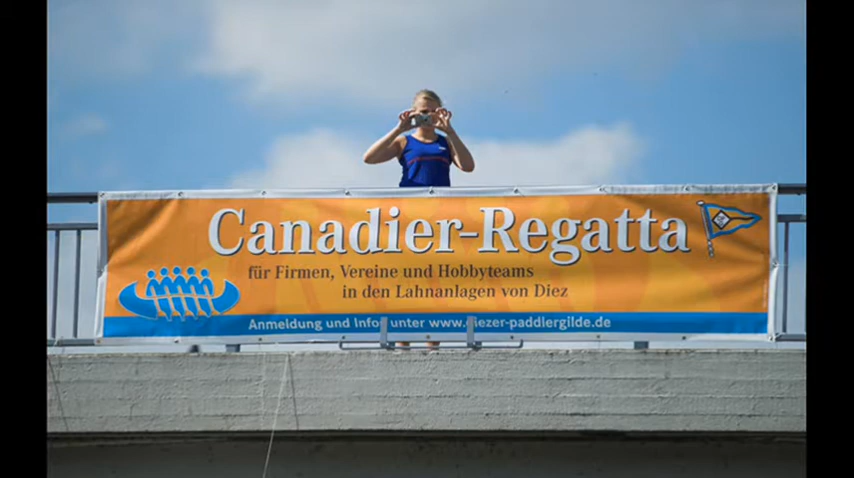 Canadier-Regatta
für Firmen, Vereine und Hobbyteams
in den Lahnanlagen von Diez
Anmeldung und Info unter www.diezer-paddlergilde.de